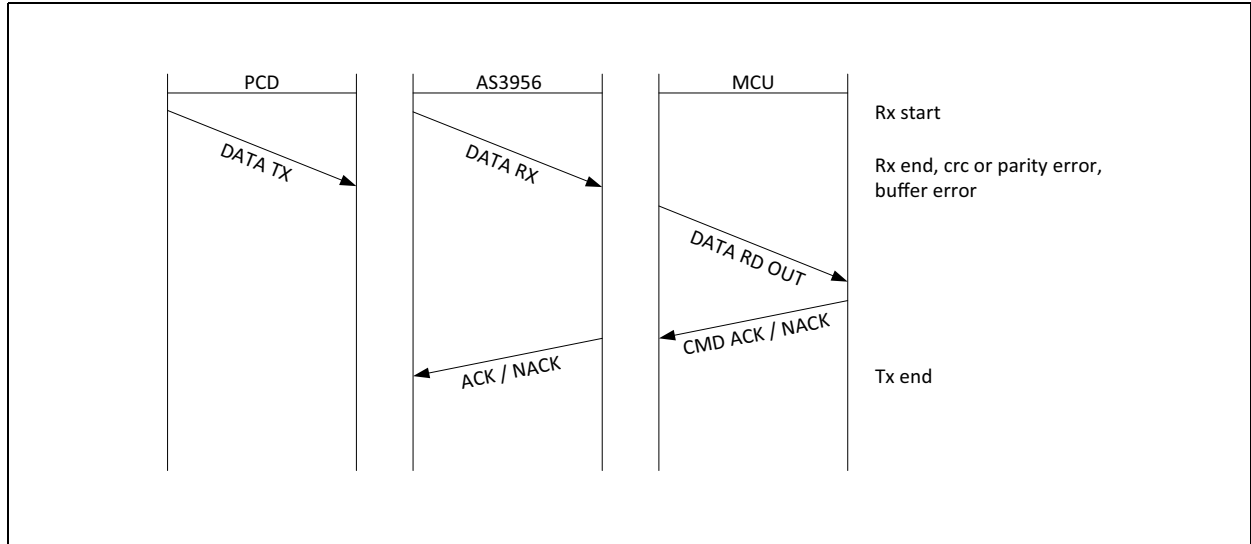 PCD
AS3956
MCU
Rx start
DATA TX
DATA RX
Rx end, crc or parity error,
buffer error
DATA RD OUT
CMD ACK / NACK
ACK / NACK
Tx end